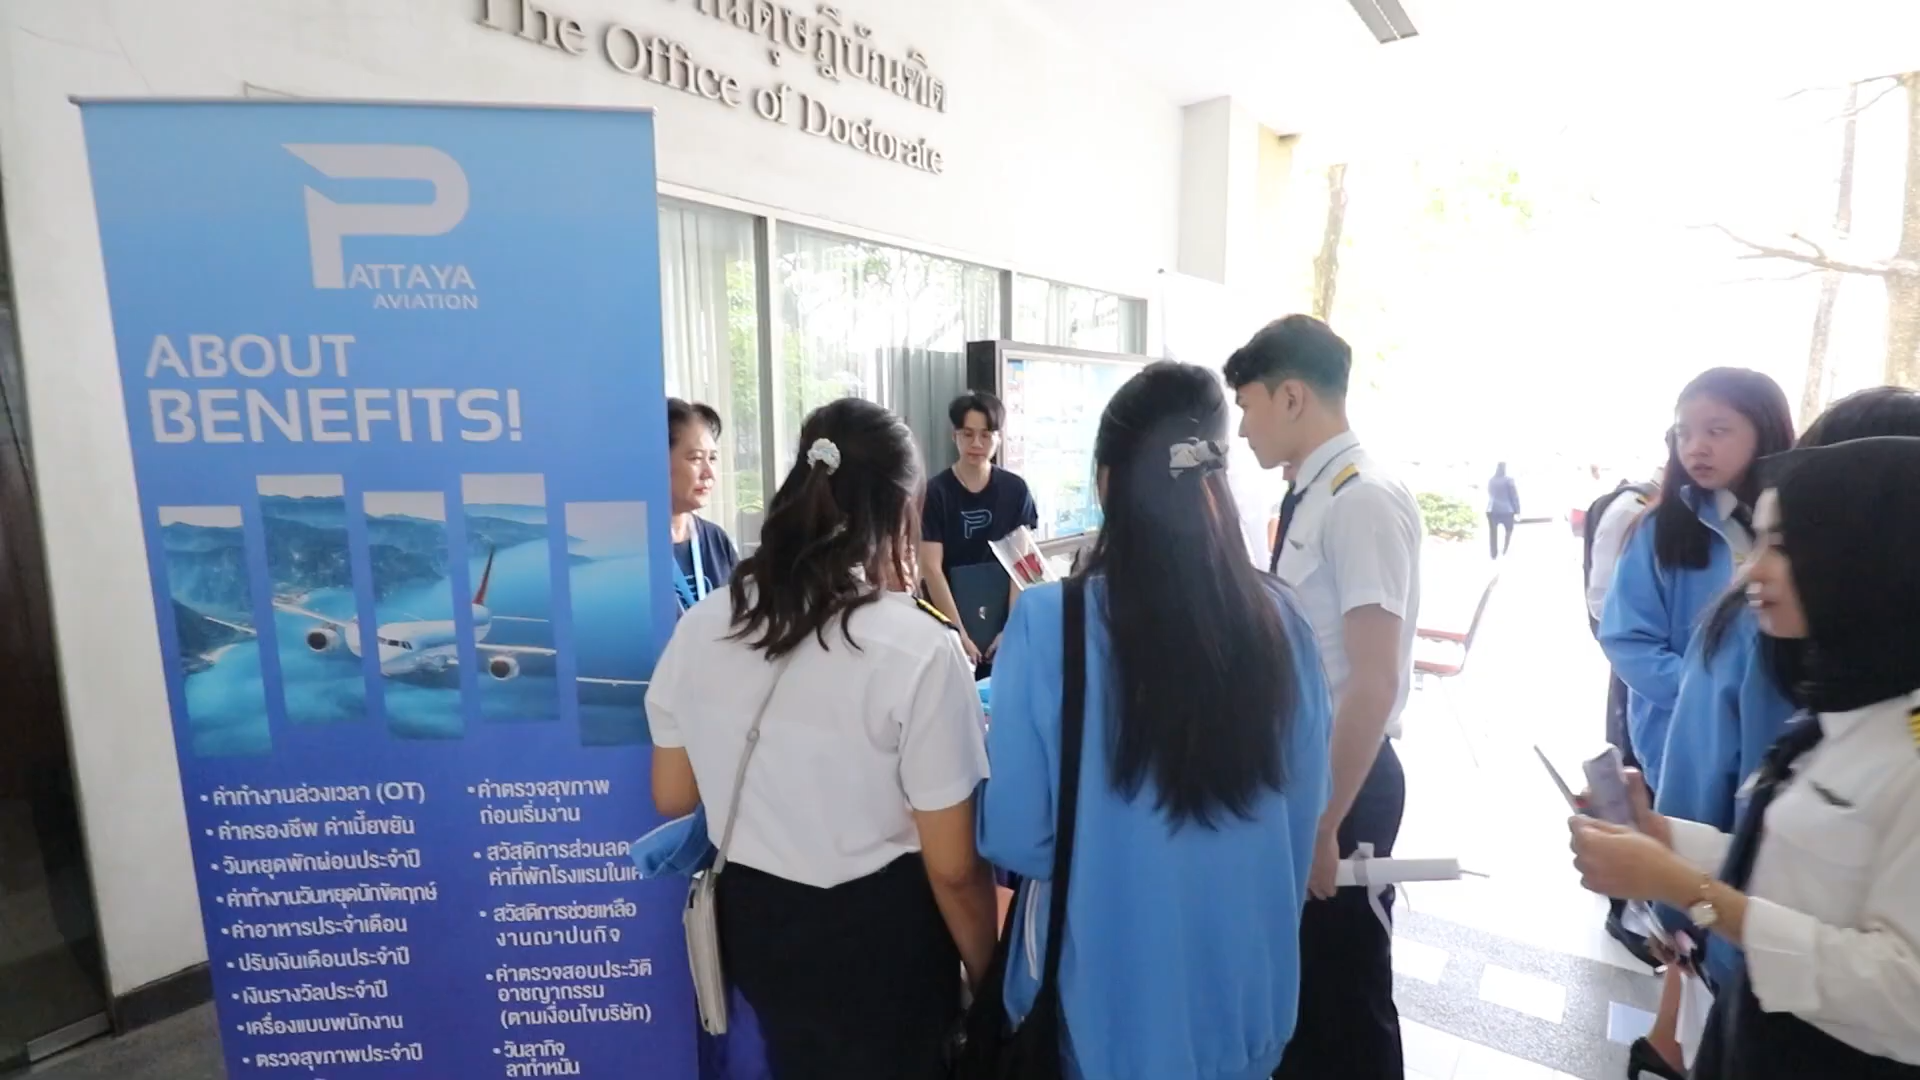 The Office of Doctorate
PATTAYA
AVIATION
ABOUT
BENEFITS!
• ค่าทำงานล่วงเวลา (OT)
• ค่าครองชีพ ค่าเบี้ยขยัน
• วันหยุดพักผ่อนประจำปี
• ค่าทำงานวันหยุดนักขัตฤกษ์
• ค่าอาหารประจำเดือน
• ปรับเงินเดือนประจำปี
• เงินรางวัลประจำปี
• เครื่องแบบพนักงาน
• ตรวจสุขภาพประจำปี
• ค่าตรวจสุขภาพ
ก่อนเริ่มงาน
• สวัสดิการส่วนลด
ค่าที่พักโรงแรมใน
• สวัสดิการช่วยเหลือ
งานฌาปนกิจ
• ค่าตรวจสอบประวัติ
อาชญากรรม
(ตามเงื่อนไขบริษัท)
• วันลากิจ
ลาทำหมัน
P